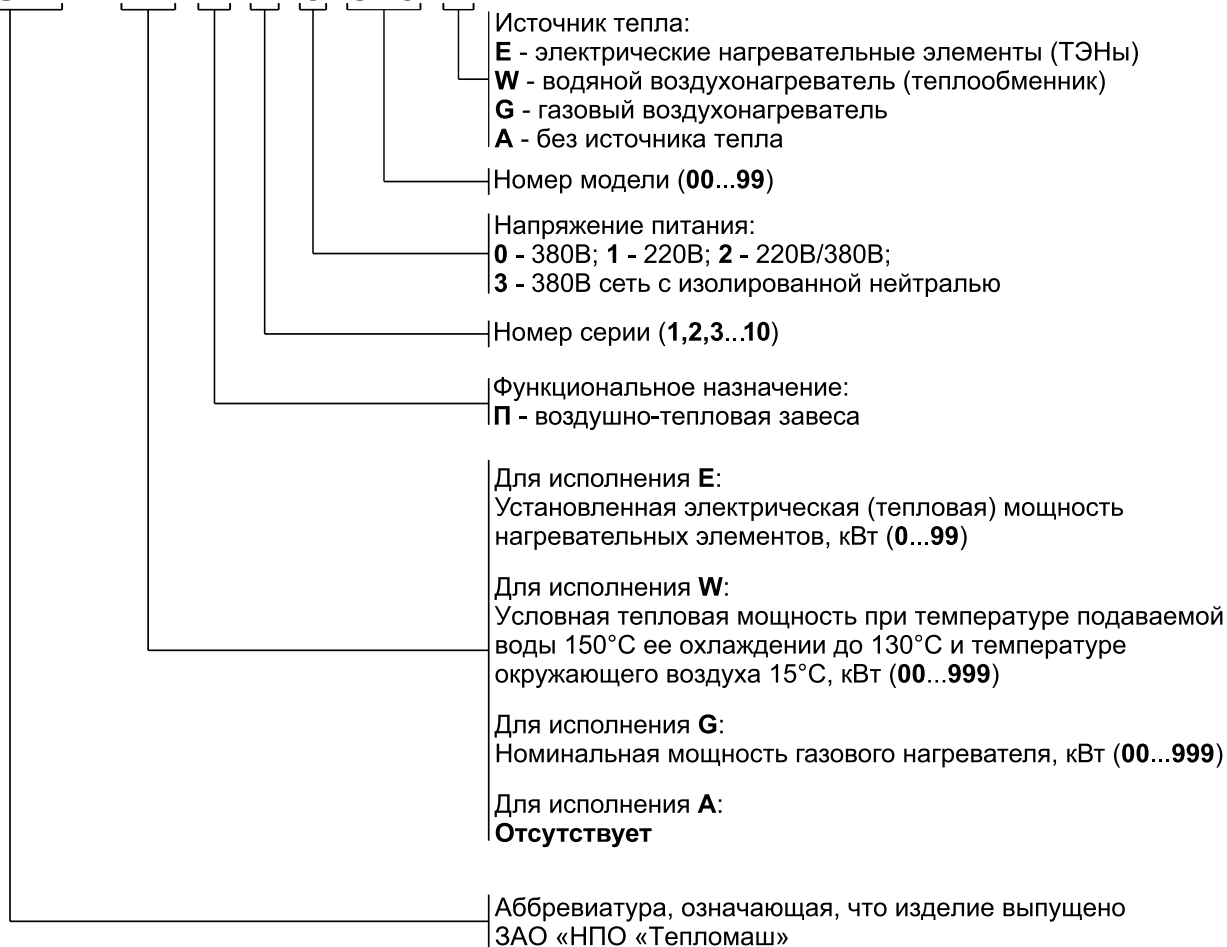 Источник тепла:
E - электрические нагревательные элементы (ТЭНы)
W - водяной воздухонагреватель (теплообменник)
G - газовый воздухонагреватель
A - без источника тепла
Номер модели (00...99)
Напряжение питания:
0 - 380В; 1 - 220В; 2 - 220В/380В;
3 - 380В сеть с изолированной нейтралью
Номер серии (1,2,3...10)
Функциональное назначение:
П - воздушно-тепловая завеса
Для исполнения E:
Установленная электрическая (тепловая) мощность
нагревательных элементов, кВт (0...99)
Для исполнения W:
Условная тепловая мощность при температуре подаваемой
воды 150°С ее охлаждении до 130°С и температуре
окружающего воздуха 15°С, кВт (00...999)
Для исполнения G:
Номинальная мощность газового нагревателя, кВт (00...999)
Для исполнения A:
Отсутствует
Аббревиатура, означающая, что изделие выпущено
ЗАО «НПО «Тепломаш»